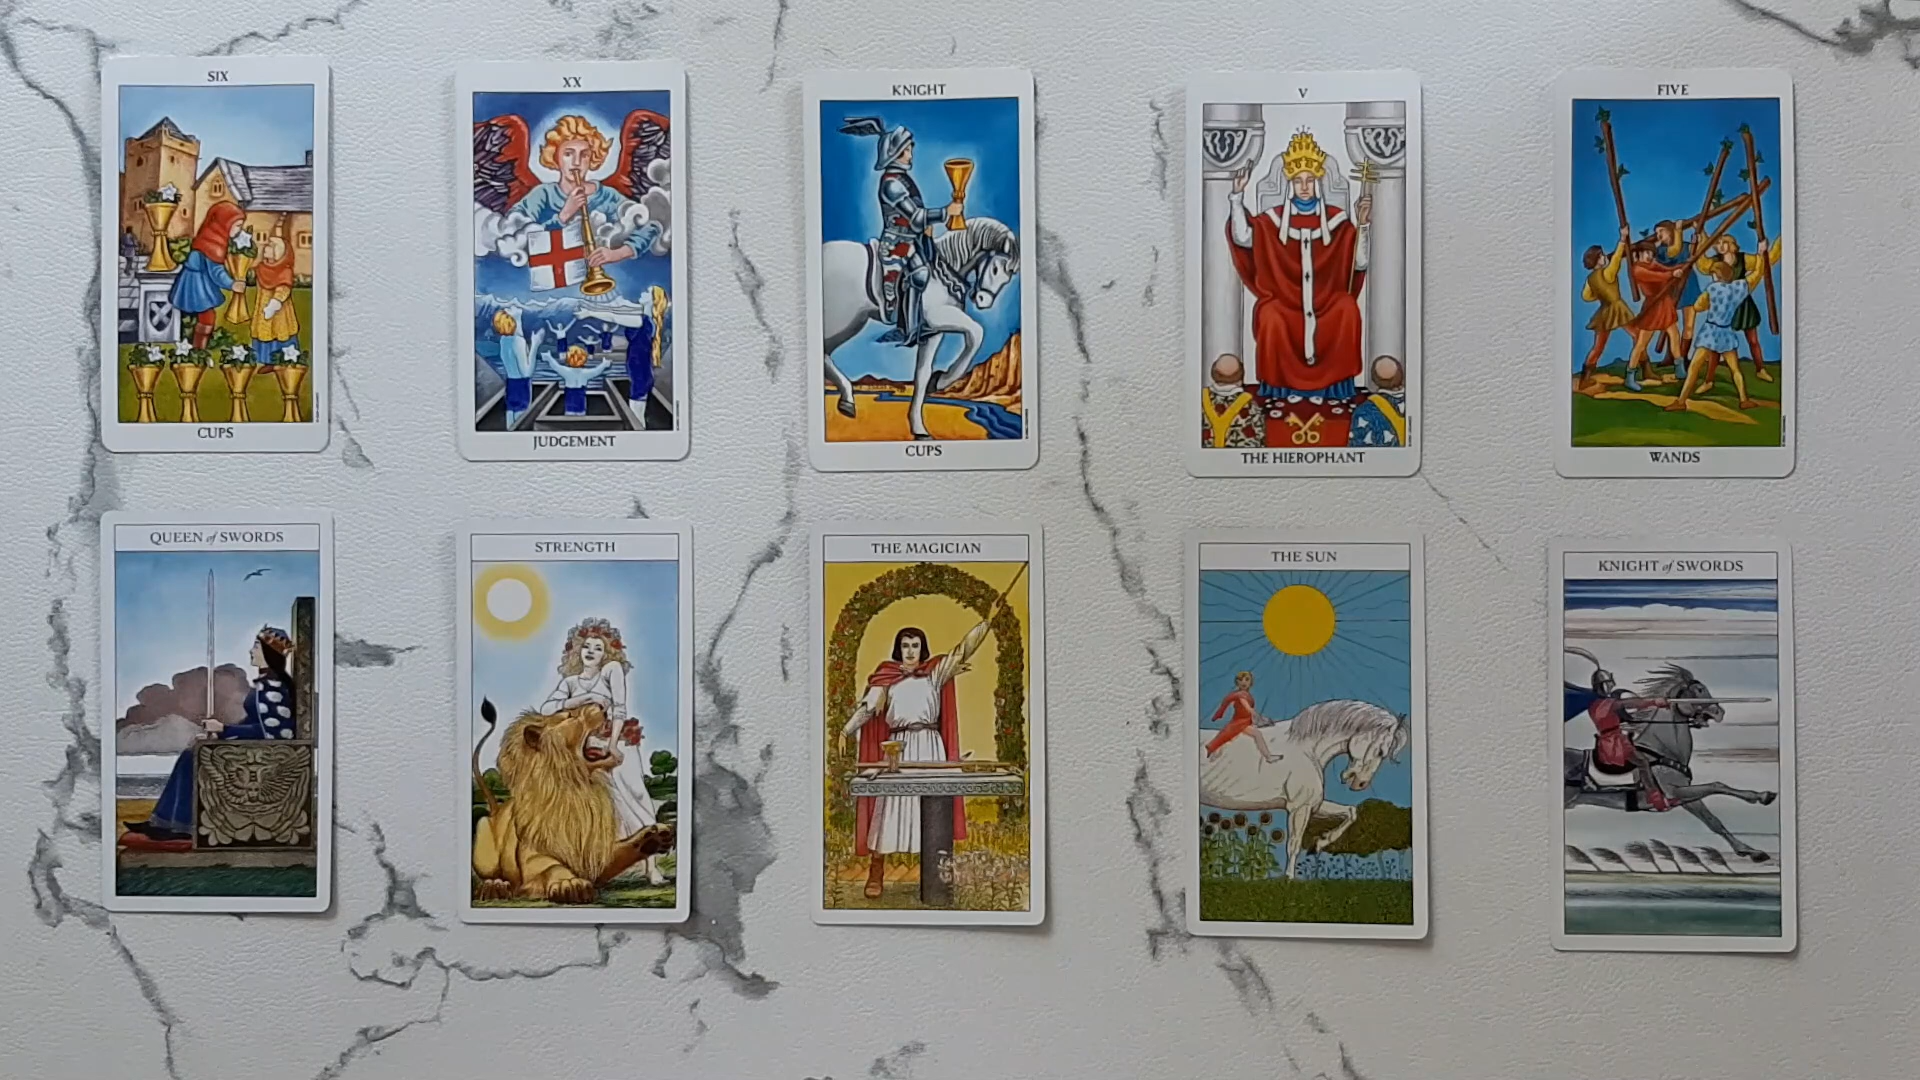 SIX
CUPS
XX
JUDGEMENT
KNIGHT
CUPS
V
THE HIEROPHANT
FIVE
WANDS
QUEEN of SWORDS
STRENGTH
THE MAGICIAN
THE SUN
KNIGHT of SWORDS